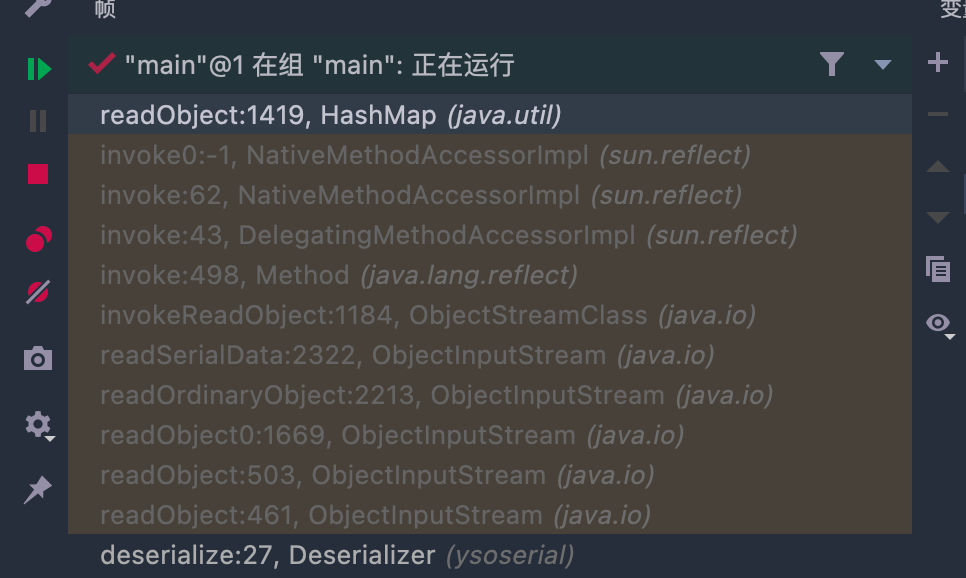 帧
"main"@1 在组 "main": 正在运行
readObject:1419, HashMap (java.util)
invoke0:-1, NativeMethodAccessorImpl (sun.reflect)
invoke:62, NativeMethodAccessorImpl (sun.reflect)
invoke:43, DelegatingMethodAccessorImpl (sun.reflect)
invoke:498, Method (java.lang.reflect)
invokeReadObject:1184, ObjectStreamClass (java.io)
readSerialData:2322, ObjectInputStream (java.io)
readOrdinaryObject:2213, ObjectInputStream (java.io)
readObject0:1669, ObjectInputStream (java.io)
readObject:503, ObjectInputStream (java.io)
readObject:461, ObjectInputStream (java.io)
deserialize:27, Deserializer (ysoserial)